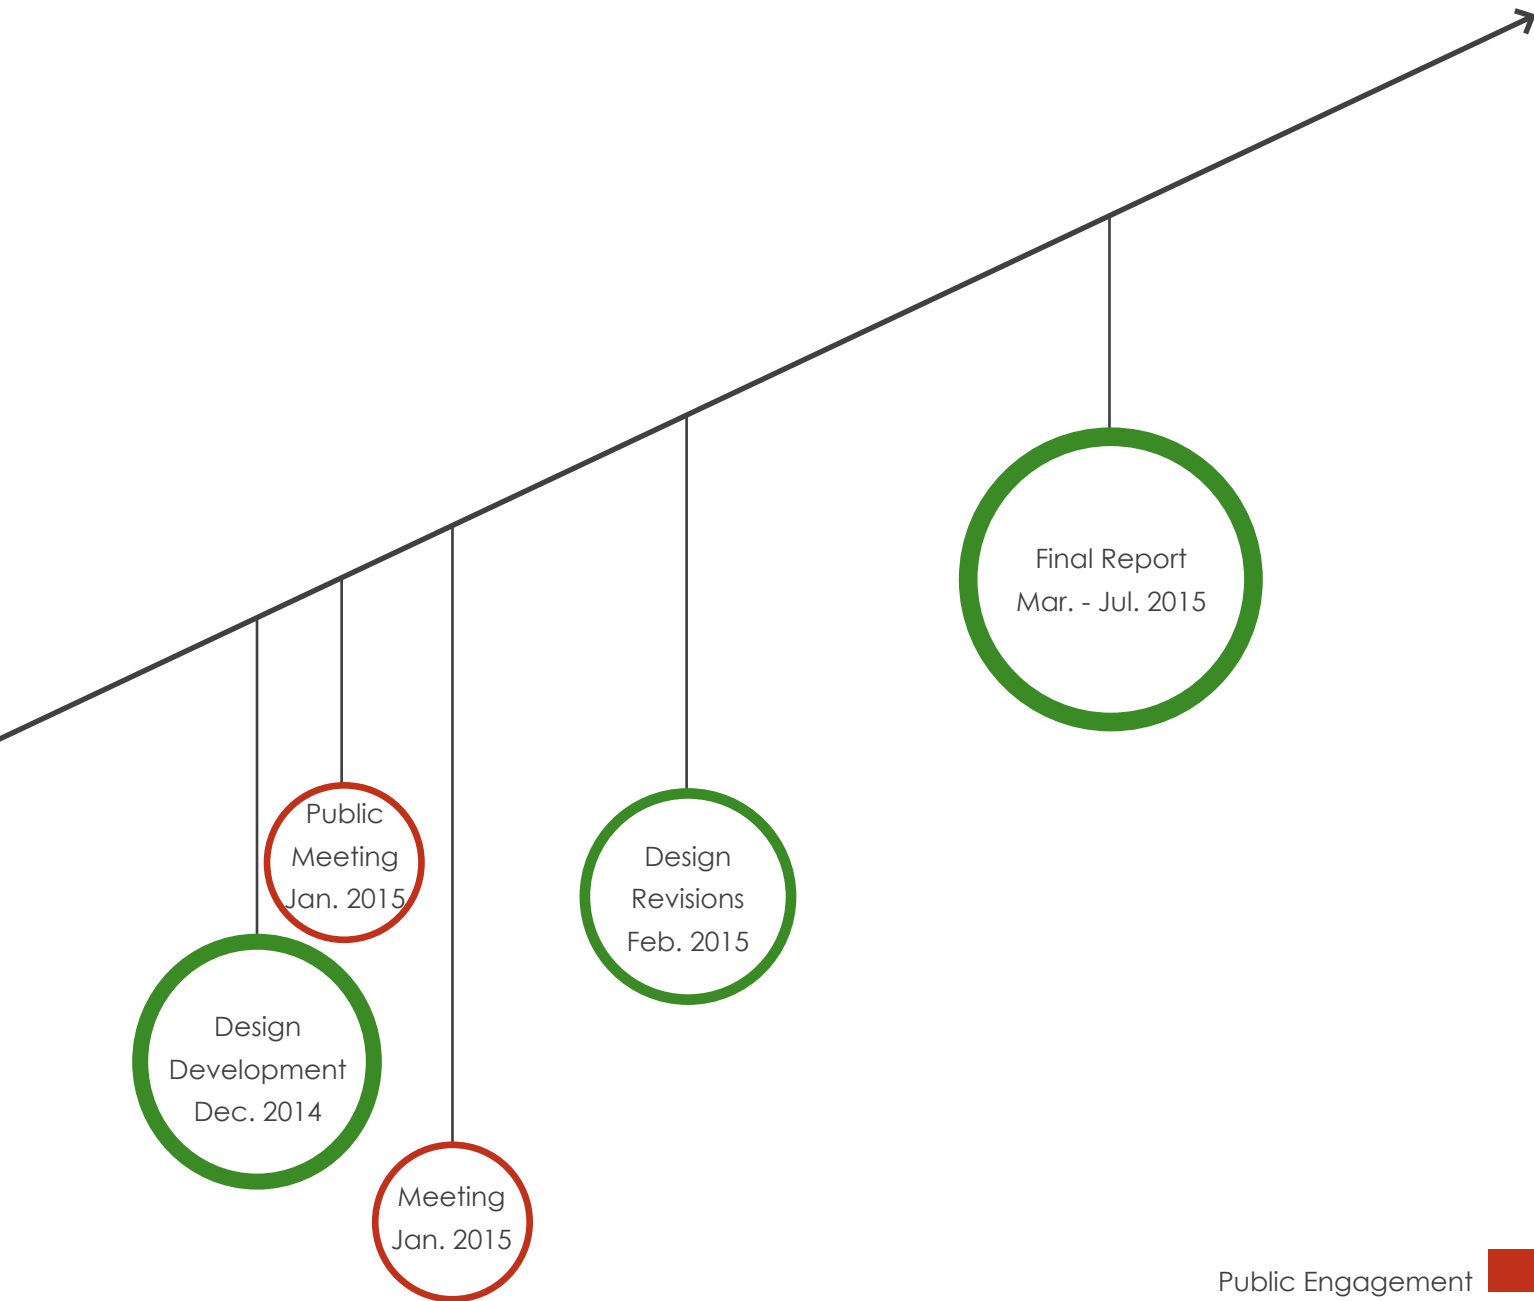 Final Report
Mar. - Jul. 2015
Public
Meeting
Jan. 2015
Design
Revisions
Feb. 2015
Design
Development
Dec. 2014
Meeting
Jan. 2015
Public Engagement